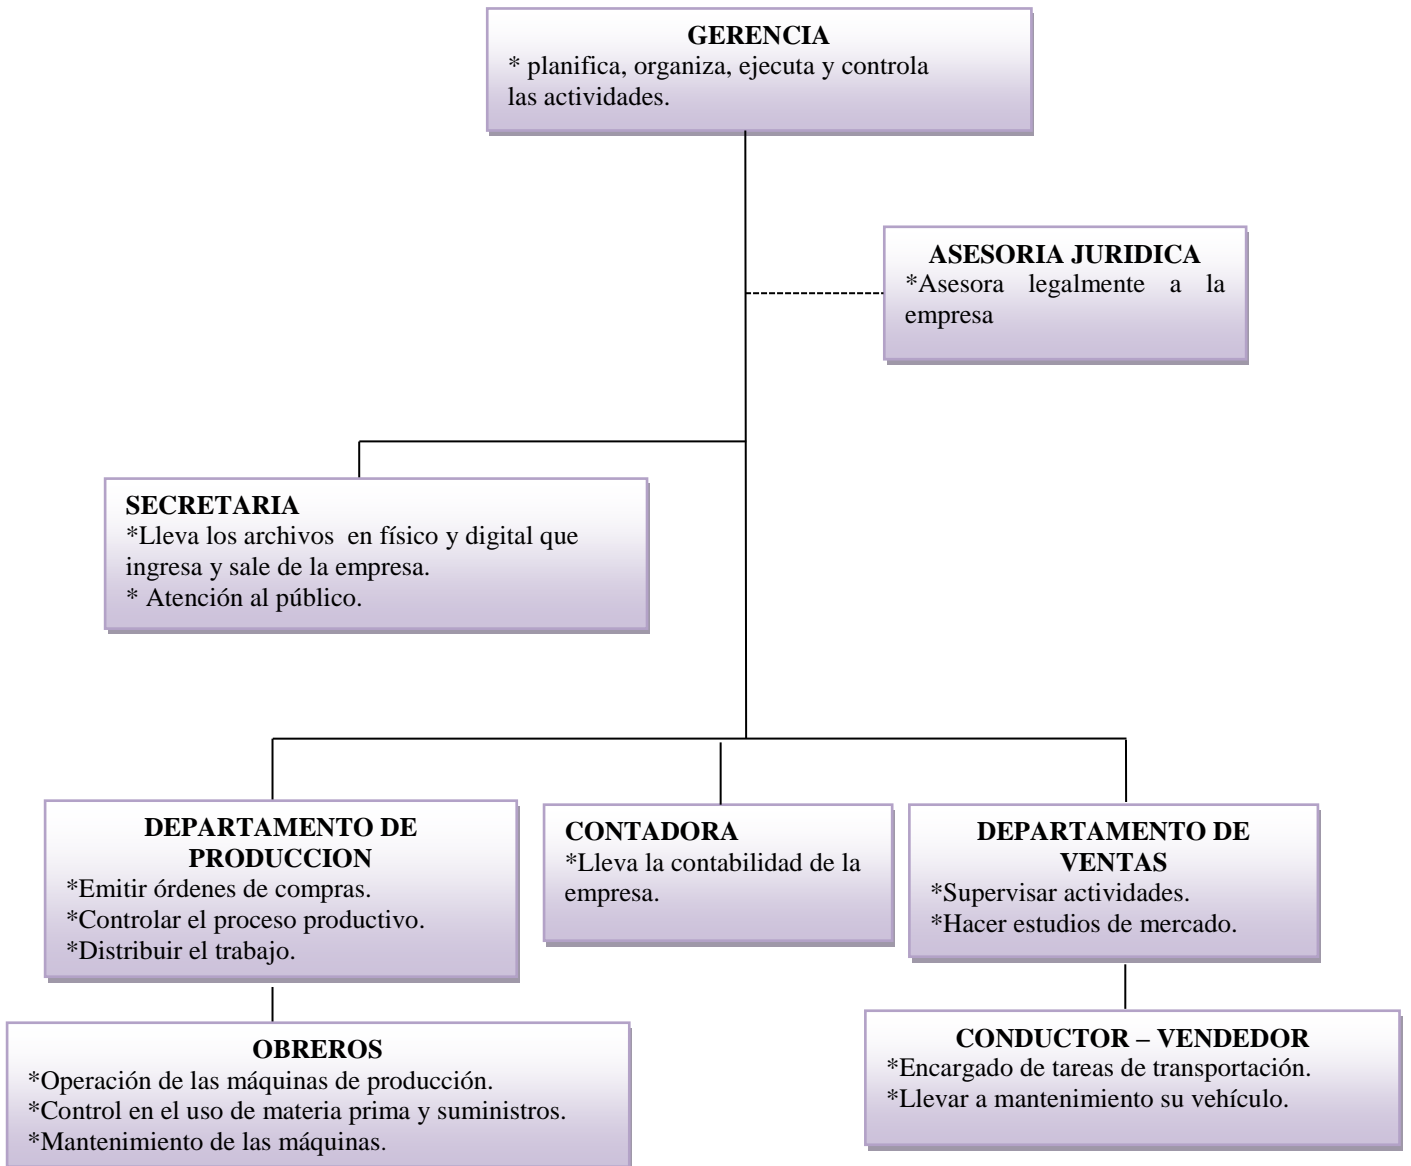 GERENCIA
* planifica, organiza, ejecuta y controla
las actividades.
ASESORIA JURIDICA
*Asesora legalmente a la
empresa
SECRETARIA
*Lleva los archivos en físico y digital que
ingresa y sale de la empresa.
* Atención al público.
DEPARTAMENTO DE
PRODUCCION
*Emitir órdenes de compras.
*Controlar el proceso productivo.
*Distribuir el trabajo.
CONTADORA
*Lleva la contabilidad de la
empresa.
DEPARTAMENTO DE
VENTAS
*Supervisar actividades.
*Hacer estudios de mercado.
OBREROS
*Operación de las máquinas de producción.
*Control en el uso de materia prima y suministros.
*Mantenimiento de las máquinas.
CONDUCTOR – VENDEDOR
*Encargado de tareas de transportación.
*Llevar a mantenimiento su vehículo.